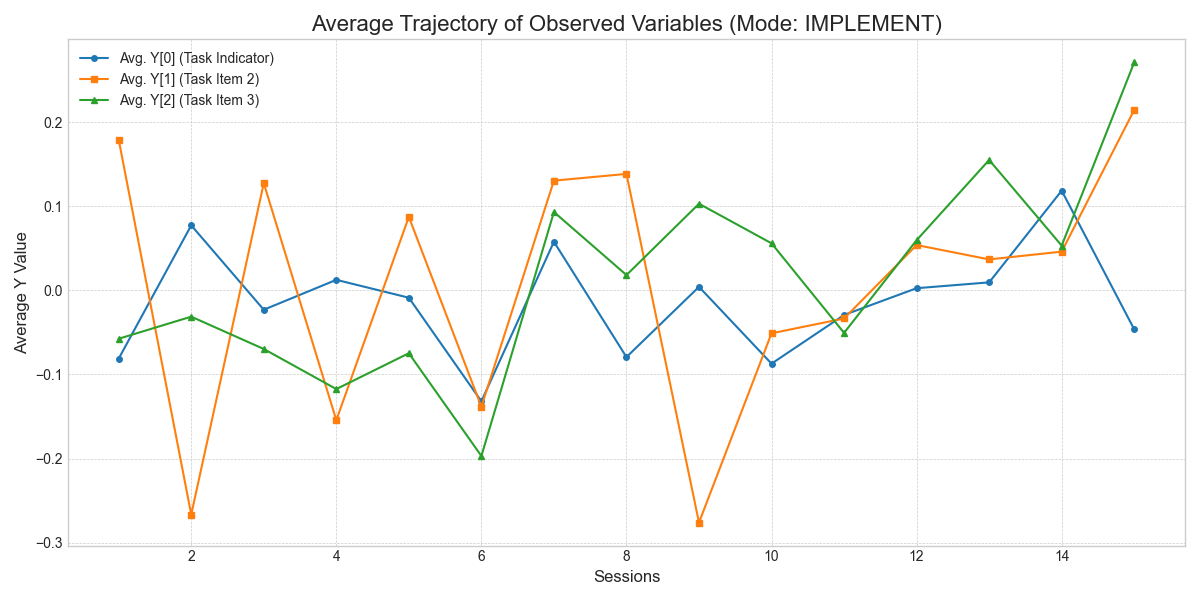 Average Trajectory of Observed Variables (Mode: IMPLEMENT)
Avg. Y[0] (Task Indicator)
Avg. Y[1] (Task Item 2)
Avg. Y[2] (Task Item 3)
Average Y Value
0.2
0.1
0.0
−0.1
−0.2
−0.3
2 4 6 8 10 12 14
Sessions